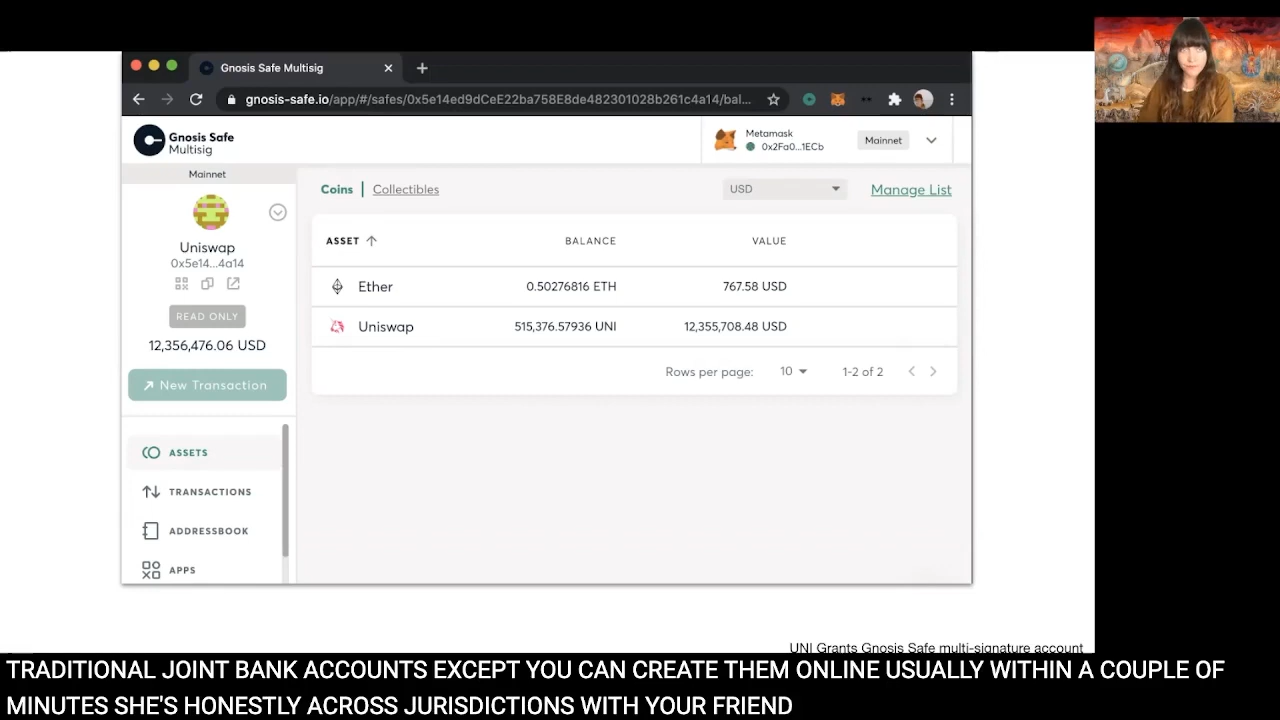 Gnosis Safe Multisig
gnosis-safe.io/app/#/safes/0x5e14ed9dCeE22ba758E8de482301028b261c4a14/bal...
Gnosis Safe
Multisig
Metamask
0x2Fa0...1ECb
Mainnet
Mainnet
Coins | Collectibles
USD
Manage List
Uniswap
0x5e14...4a14
READ ONLY
12,356,476.06 USD
New Transaction
ASSETS
TRANSACTIONS
ADDRESSBOOK
APPS
ASSET BALANCE VALUE
Ether 0.50276816 ETH 767.58 USD
Uniswap 515,376.57936 UNI 12,355,708.48 USD
Rows per page: 10 1-2 of 2
UNI Grants Gnosis Safe multi-signature account
TRADITIONAL JOINT BANK ACCOUNTS EXCEPT YOU CAN CREATE THEM ONLINE USUALLY WITHIN A COUPLE OF
MINUTES SHE'S HONESTLY ACROSS JURISDICTIONS WITH YOUR FRIEND